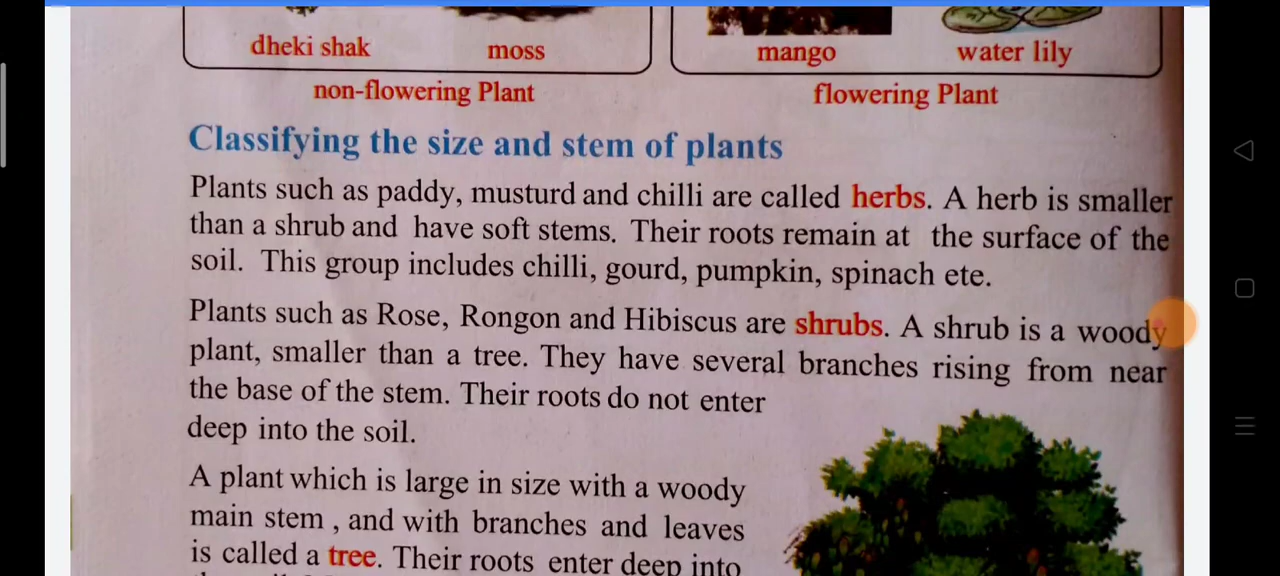 dheki shak moss mango water lily
non-flowering Plant flowering Plant
Classifying the size and stem of plants
Plants such as paddy, musturd and chilli are called herbs. A herb is smaller
than a shrub and have soft stems. Their roots remain at the surface of the
soil. This group includes chilli, gourd, pumpkin, spinach ete.
Plants such as Rose, Rongon and Hibiscus are shrubs. A shrub is a woody
plant, smaller than a tree. They have several branches rising from near
the base of the stem. Their roots do not enter
deep into the soil.
A plant which is large in size with a woody
main stem , and with branches and leaves
is called a tree. Their roots enter deep into